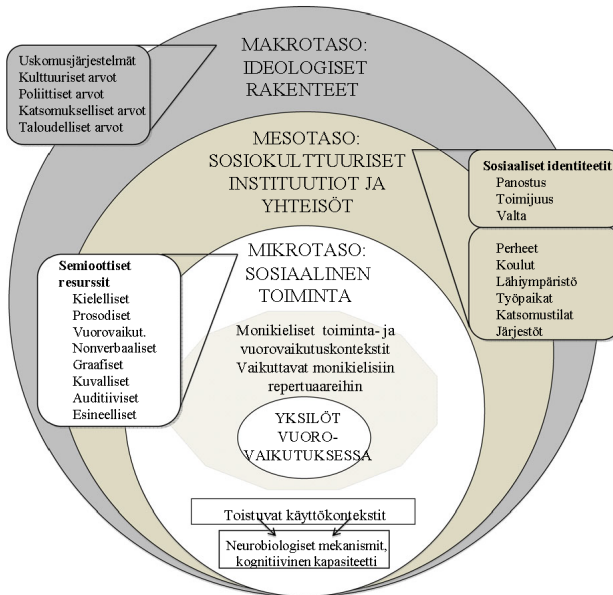 MAKROTASO:
IDEOLOGISET
RAKENTEET
Uskomusjärjestelmät
Kulttuuriset arvot
Poliittiset arvot
Katsomukselliset arvot
Taloudelliset arvot
MESOTASO:
SOSIOKULTTUURISET
INSTITUUTIOT JA
YHTEISÖT
Sosiaaliset identiteetit
Panostus
Toimijuus
Valta
Perheet
Koulut
Lähiympäristö
Työpaikat
Katsomustilat
Järjestöt
MIKROTASO:
SOSIAALINEN
TOIMINTA
Semioottiset
resurssit
Kielelliset
Prosodiset
Vuorovaikut.
Nonverbaaliset
Graafiset
Kuvalliset
Auditiiviset
Esineelliset
Monikieliset toiminta- ja
vuorovaikutuskontekstit
Vaikuttavat monikielisiin
repertuaareihin
YKSILÖT
VUORO-
VAIKUTUKSESSA
Toistuvat käyttökontekstit
Neurobiologiset mekanismit,
kognitiivinen kapasiteetti